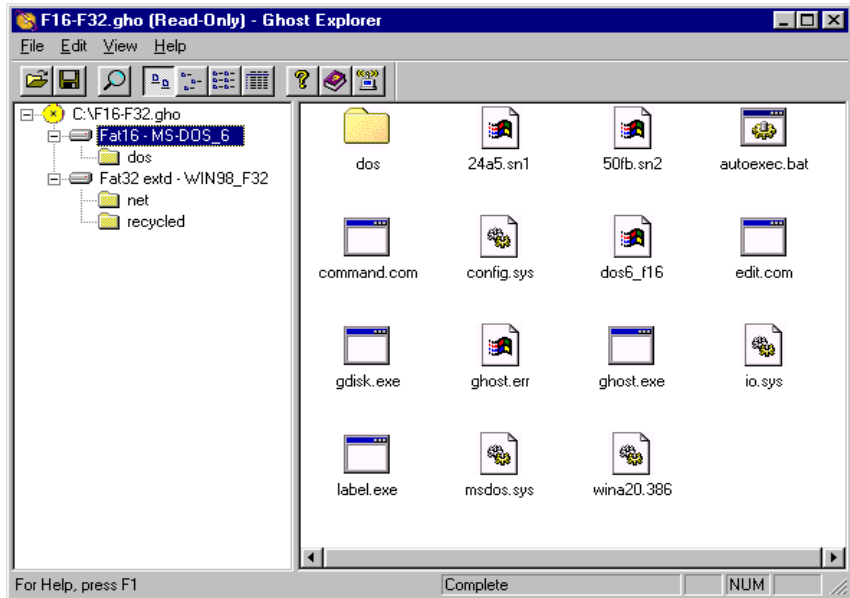 F16-F32.gho (Read-Only) - Ghost Explorer
File Edit View Help
C:\F16-F32.gho
Fat16 - MS-DOS_6
dos
Fat32 extd - WIN98_F32
net
recycled
dos 24a5.sn1 50fb.sn2 autoexec.bat
command.com config.sys dos6_f16 edit.com
gdisk.exe ghost.err ghost.exe io.sys
label.exe msdos.sys wina20.386
For Help, press F1 Complete NUM